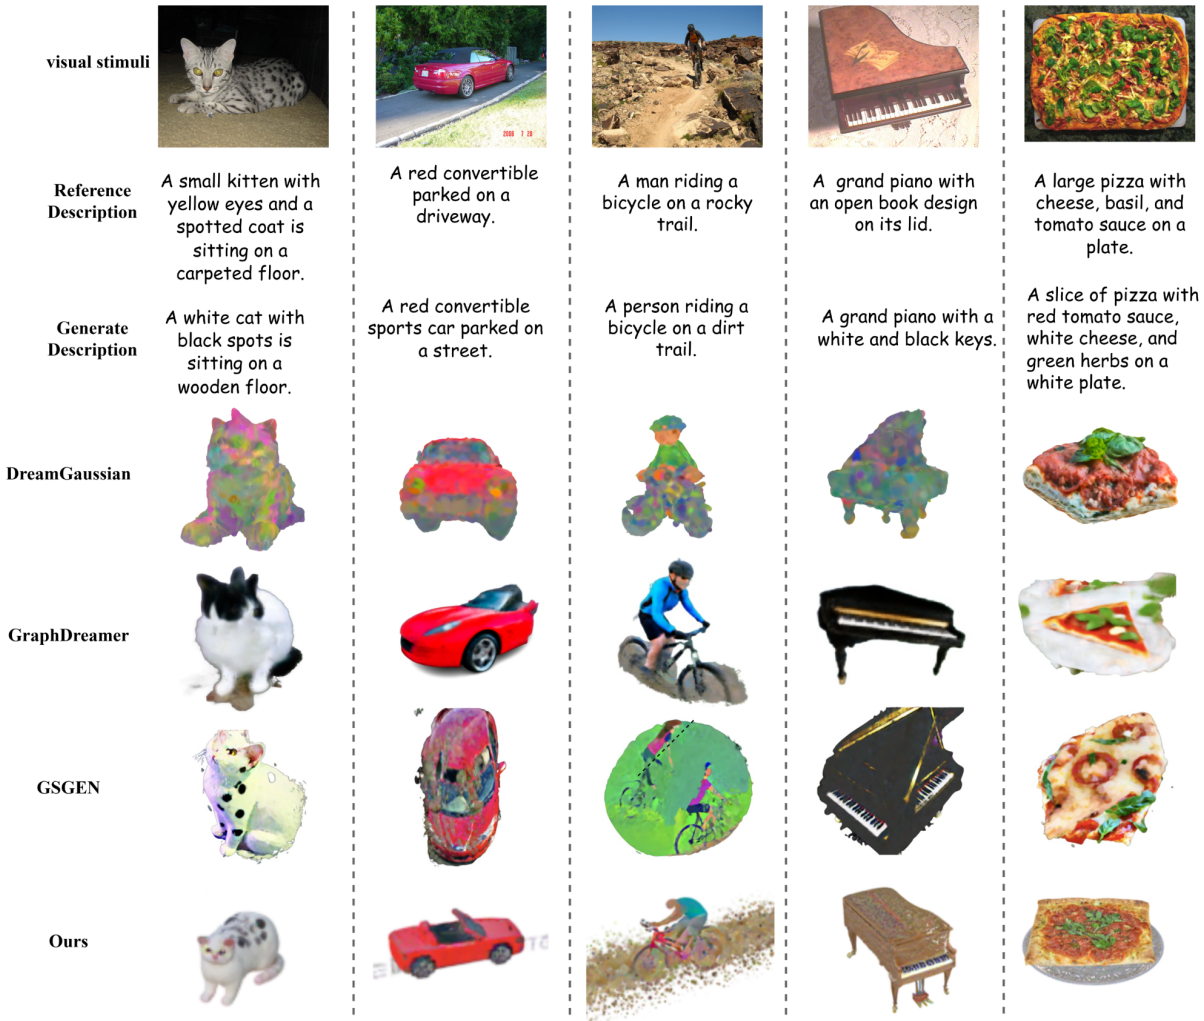 visual stimuli
2006 7 20
Reference
Description
A small kitten with
yellow eyes and a
spotted coat is
sitting on a
carpeted floor.
A red convertible
parked on a
driveway.
A man riding a
bicycle on a rocky
trail.
A grand piano with
an open book design
on its lid.
A large pizza with
cheese, basil, and
tomato sauce on a
plate.
Generate
Description
A white cat with
black spots is
sitting on a
wooden floor.
A red convertible
sports car parked on
a street.
A person riding a
bicycle on a dirt
trail.
A grand piano with a
white and black keys.
A slice of pizza with
red tomato sauce,
white cheese, and
green herbs on a
white plate.
DreamGaussian
GraphDreamer
GSGEN
Ours